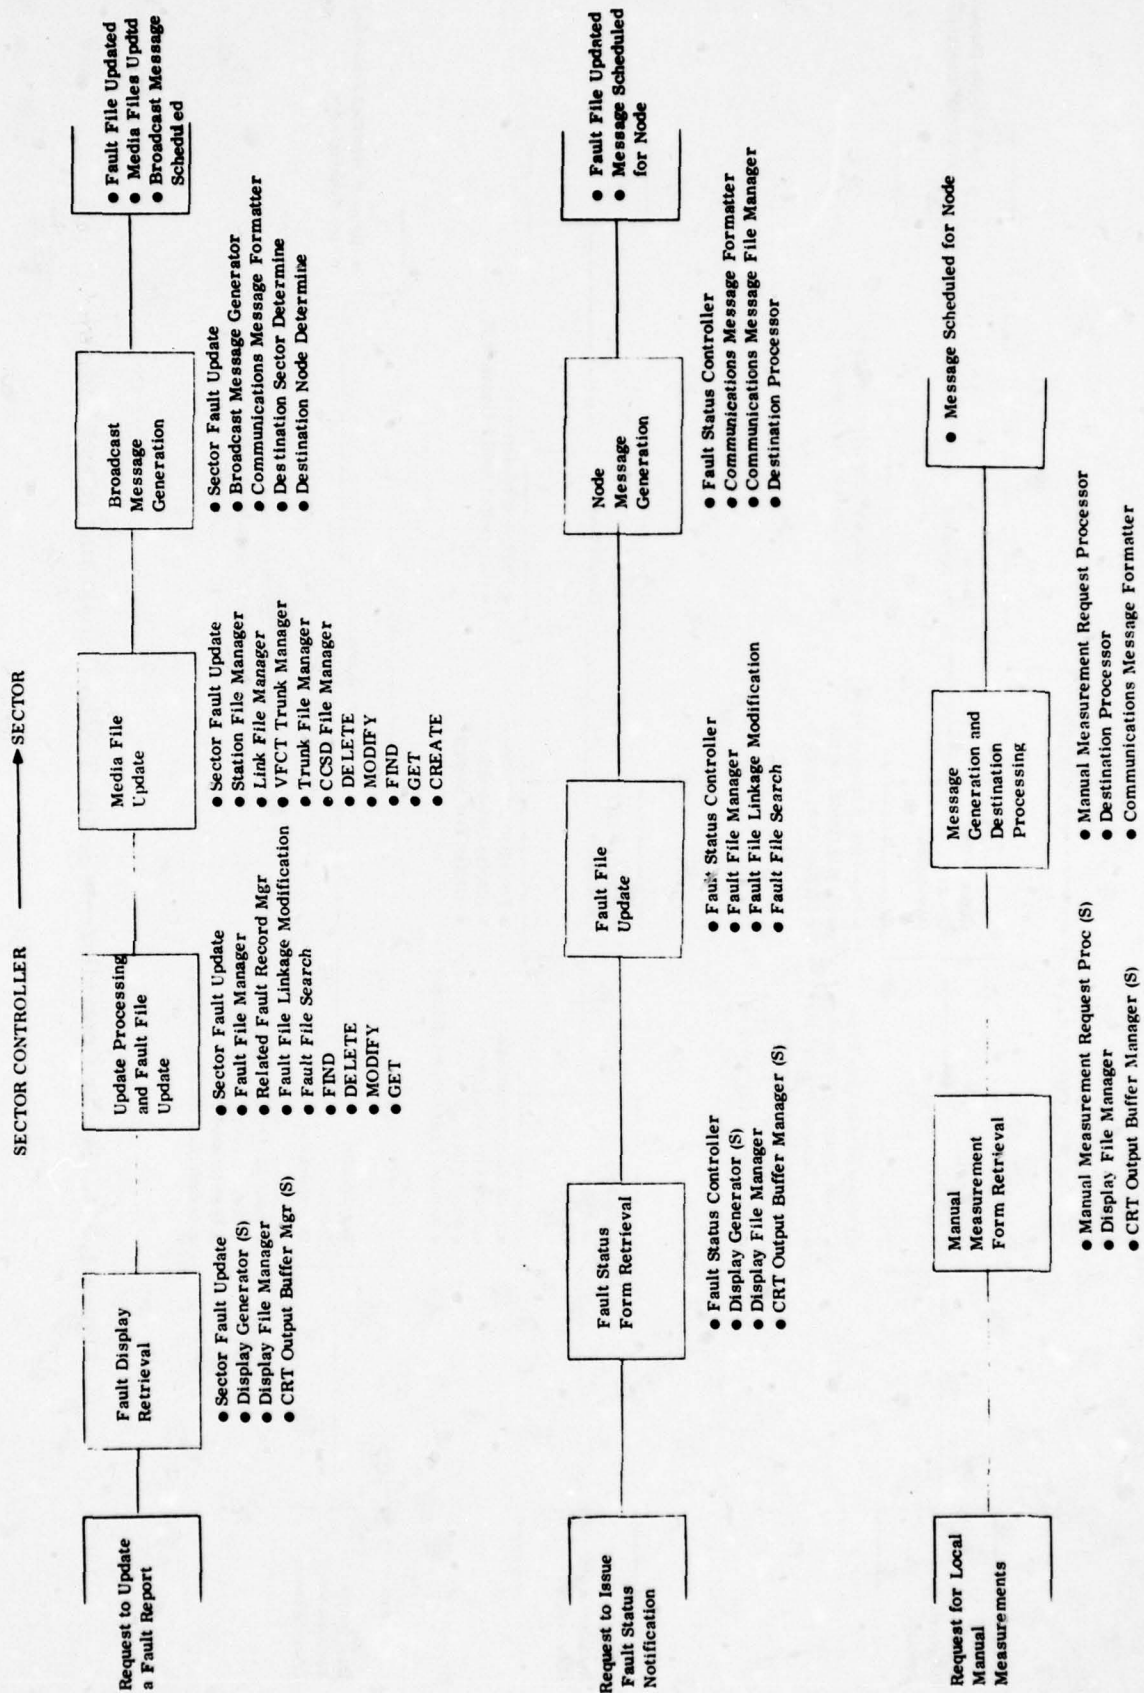 SECTOR CONTROLLER → SECTOR
Request to Update
a Fault Report
Fault Display
Retrieval
● Sector Fault Update
● Display Generator (S)
● Display File Manager
● CRT Output Buffer Mgr (S)
Update Processing
and Fault File
Update
● Sector Fault Update
● Fault File Manager
● Related Fault Record Mgr
● Fault File Linkage Modification
● Fault File Search
● FIND
● DELETE
● MODIFY
● GET
Media File
Update
● Sector Fault Update
● Station File Manager
● Link File Manager
● VFCT Trunk Manager
● Trunk File Manager
● CCSD File Manager
● DELETE
● MODIFY
● FIND
● GET
● CREATE
Broadcast
Message
Generation
● Sector Fault Update
● Broadcast Message Generator
● Communications Message Formatter
● Destination Sector Determine
● Destination Node Determine
● Fault File Updated
● Media Files Updtd
● Broadcast Message
Scheduled
Request to Issue
Fault Status
Notification
Fault Status
Form Retrieval
● Fault Status Controller
● Display Generator (S)
● Display File Manager
● CRT Output Buffer Manager (S)
Fault File
Update
● Fault Status Controller
● Fault File Manager
● Fault File Linkage Modification
● Fault File Search
Node
Message
Generation
● Fault Status Controller
● Communications Message Formatter
● Communications Message File Manager
● Destination Processor
● Fault File Updated
● Message Scheduled
for Node
Request for Local
Manual
Measurements
Manual
Measurement
Form Retrieval
● Manual Measurement Request Proc (S)
● Display File Manager
● CRT Output Buffer Manager (S)
Message
Generation and
Destination
Processing
● Manual Measurement Request Processor
● Destination Processor
● Communications Message Formatter
● Message Scheduled for Node